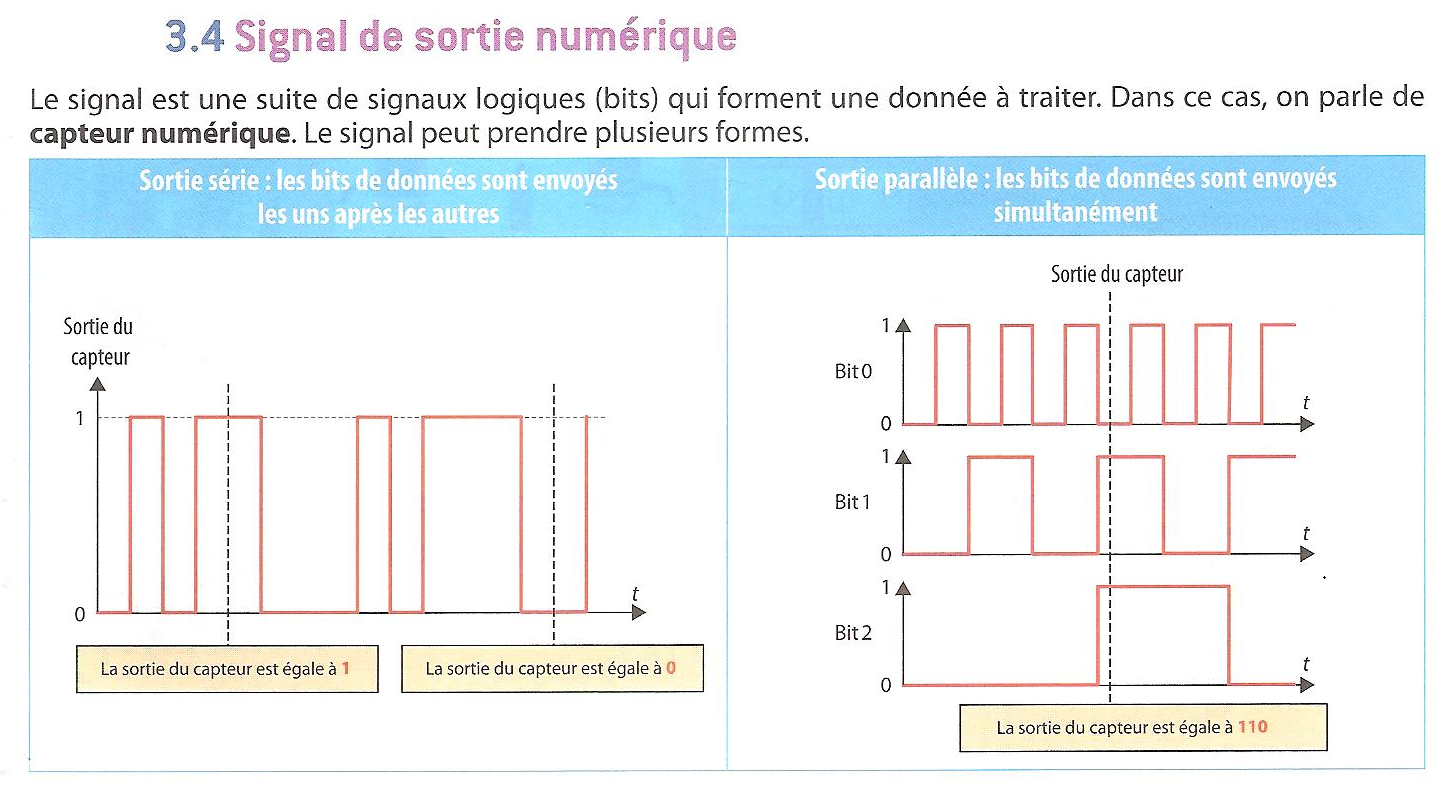 3.4 Signal de sortie numérique
Le signal est une suite de signaux logiques (bits) qui forment une donnée à traiter. Dans ce cas, on parle de
capteur numérique. Le signal peut prendre plusieurs formes.
Sortie série : les bits de données sont envoyés
les uns après les autres
Sortie parallèle : les bits de données sont envoyés
simultanément
Sortie du
capteur
1
0
t
La sortie du capteur est égale à 1
La sortie du capteur est égale à 0
Sortie du capteur
1
Bit 0
0
t
1
Bit 1
0
t
1
Bit 2
0
t
La sortie du capteur est égale à 110